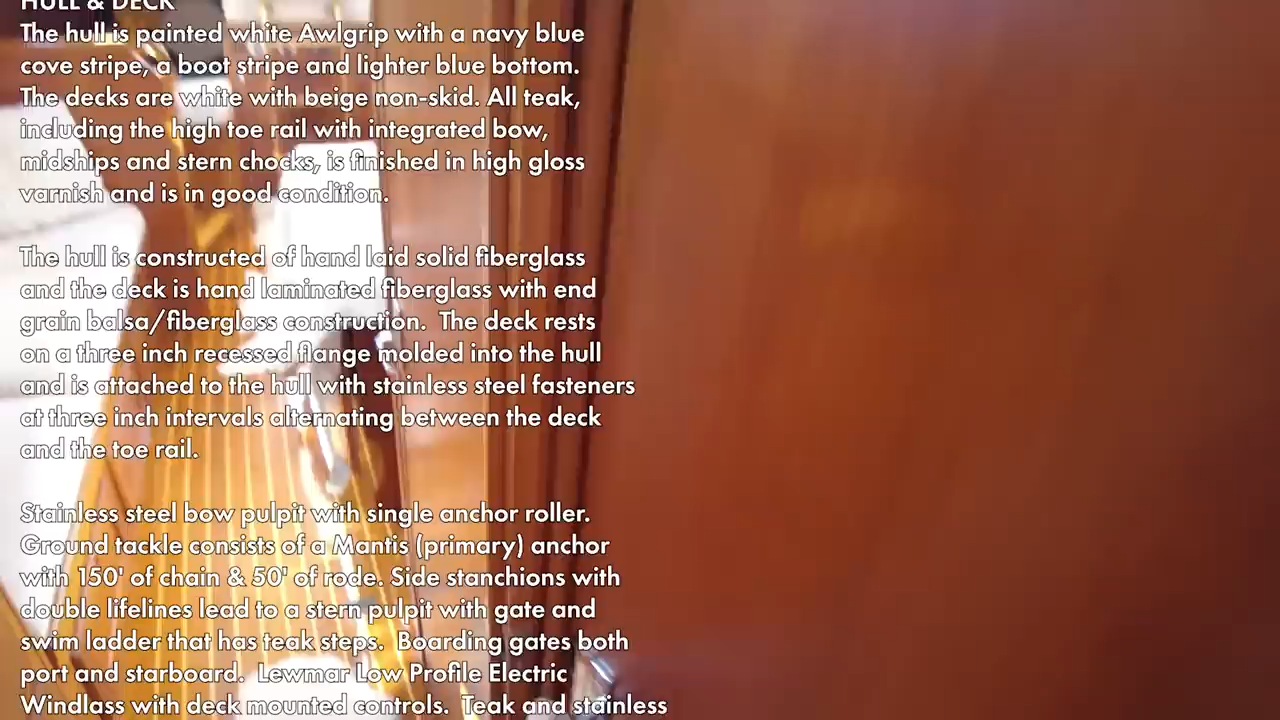 HULL & DECK
The hull is painted white Awlgrip with a navy blue
cove stripe, a boot stripe and lighter blue bottom.
The decks are white with beige non-skid. All teak,
including the high toe rail with integrated bow,
midships and stern chocks, is finished in high gloss
varnish and is in good condition.
The hull is constructed of hand laid solid fiberglass
and the deck is hand laminated fiberglass with end
grain balsa/fiberglass construction.  The deck rests
on a three inch recessed flange molded into the hull
and is attached to the hull with stainless steel fasteners
at three inch intervals alternating between the deck
and the toe rail.
Stainless steel bow pulpit with single anchor roller.
Ground tackle consists of a Mantis (primary) anchor
with 150' of chain & 50' of rode. Side stanchions with
double lifelines lead to a stern pulpit with gate and
swim ladder that has teak steps.  Boarding gates both
port and starboard.  Lewmar Low Profile Electric
Windlass with deck mounted controls.  Teak and stainless